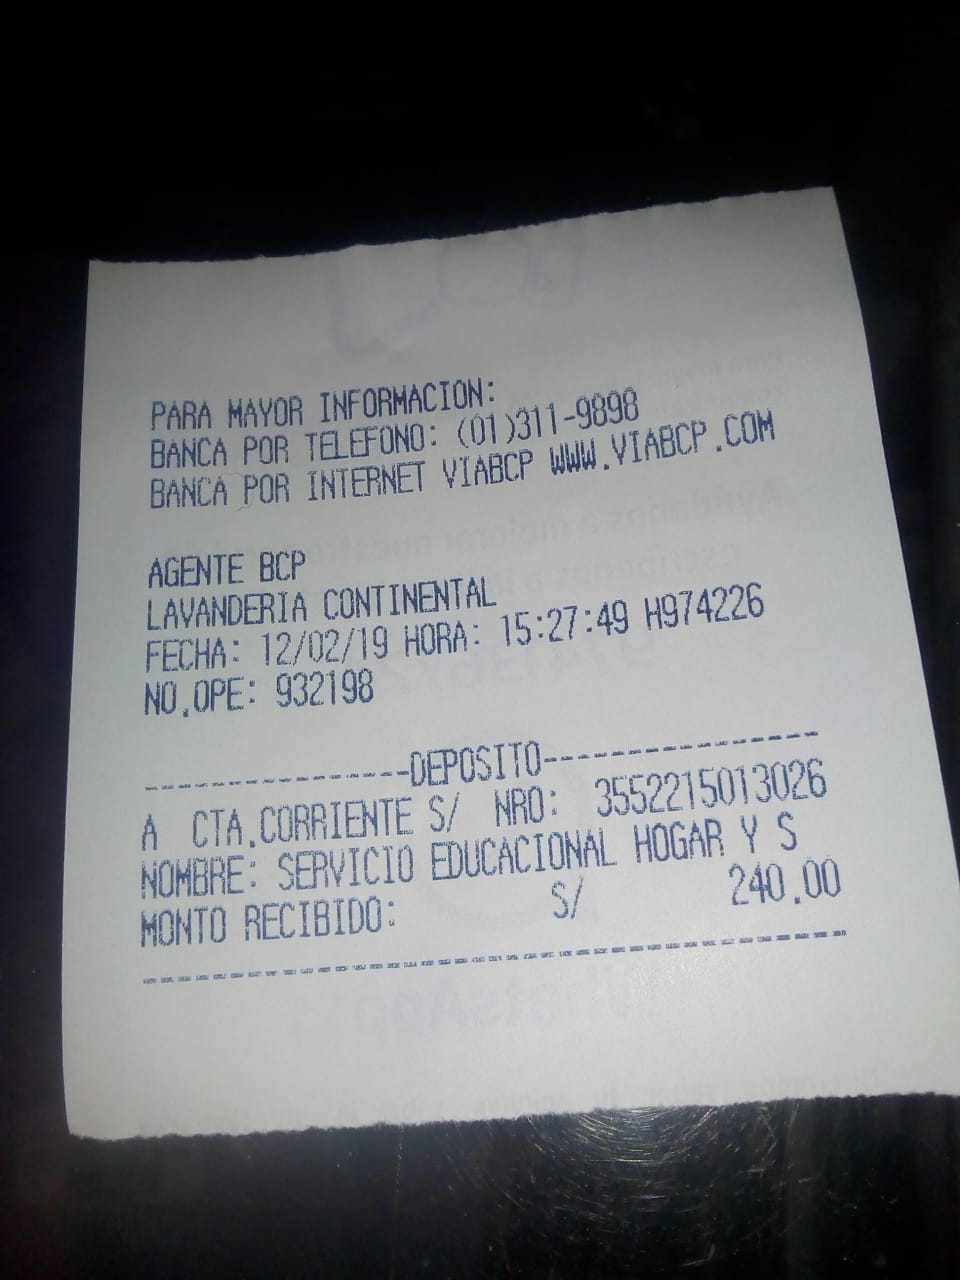 PARA MAYOR INFORMACION:
BANCA POR TELEFONO: (01)311-9898
BANCA POR INTERNET VIABCP WWW.VIABCP.COM
AGENTE BCP
LAVANDERIA CONTINENTAL
FECHA: 12/02/19 HORA: 15:27:49 H974226
NO.OPE: 932198
-----------------DEPOSITO-----------------
A CTA.CORRIENTE S/ NRO: 3552215013026
NOMBRE: SERVICIO EDUCACIONAL HOGAR Y S
MONTO RECIBIDO: S/ 240.00